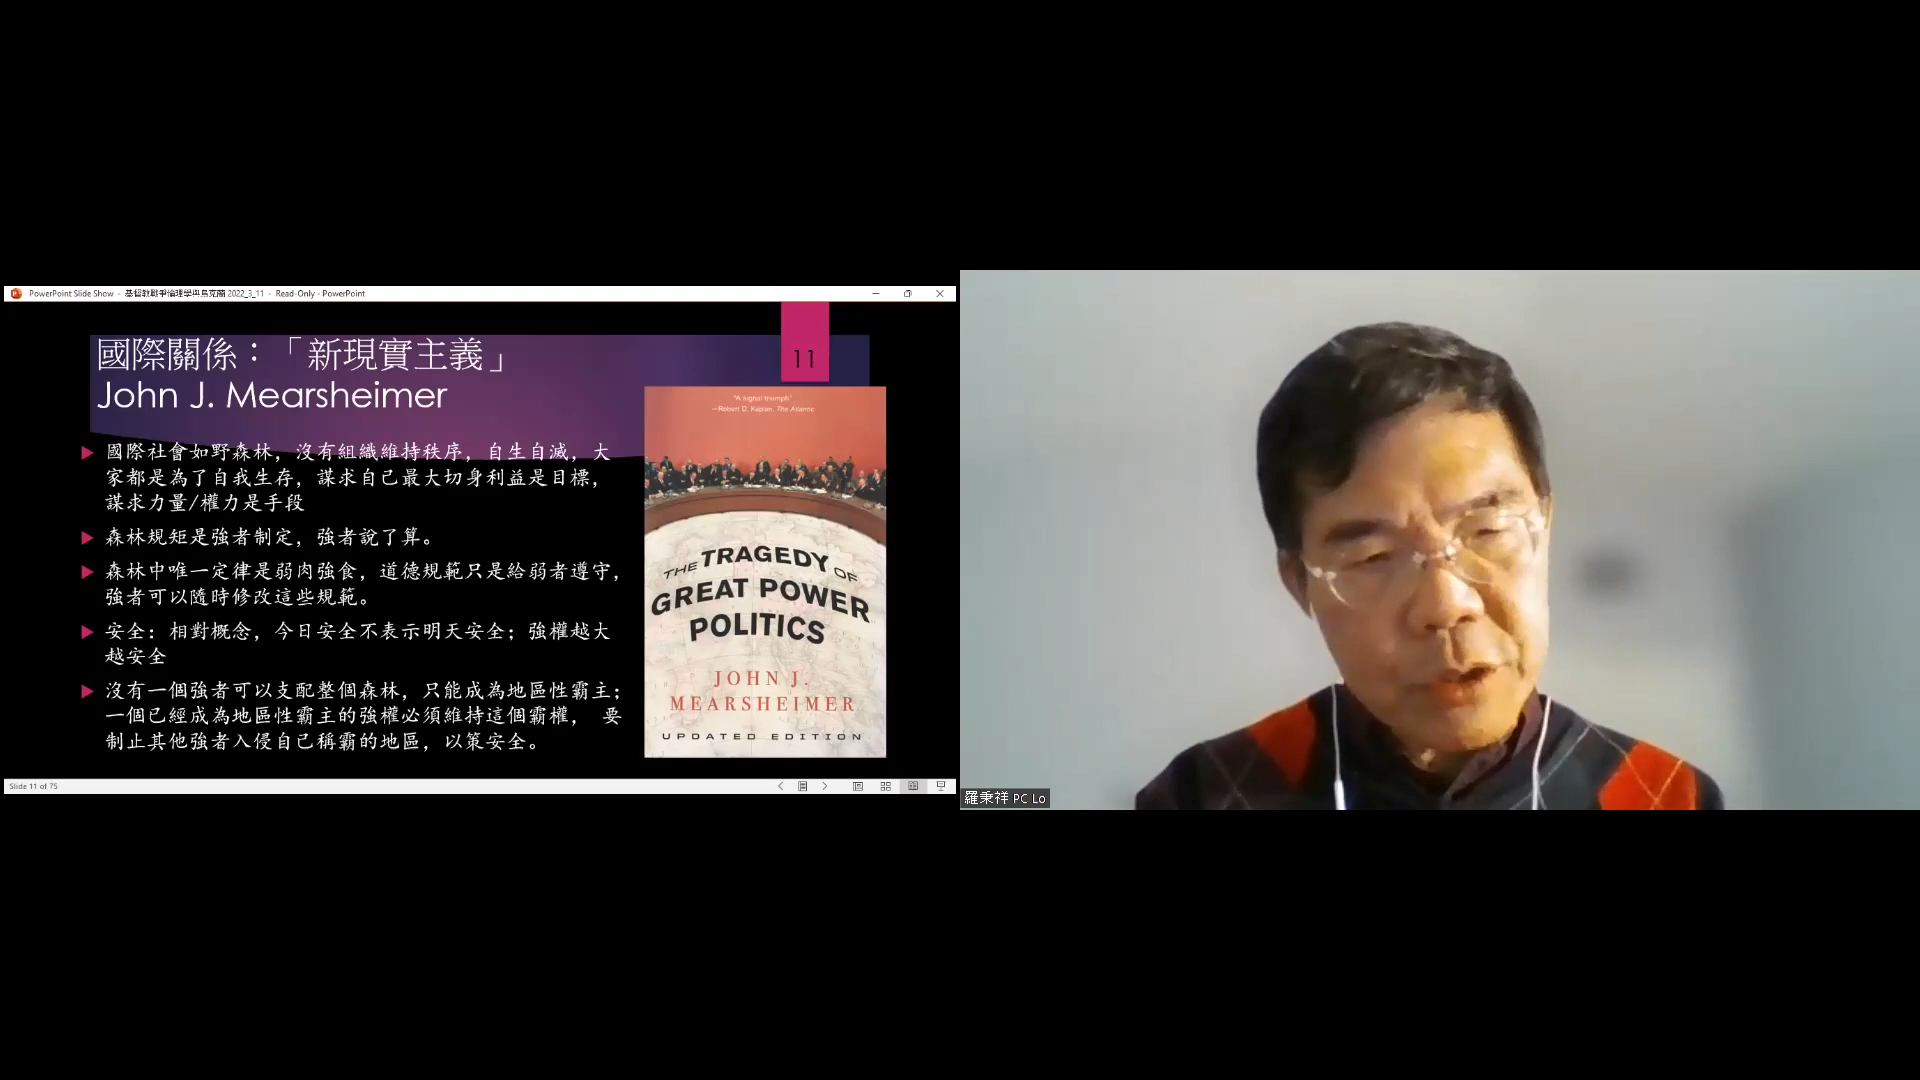 PowerPoint Slide Show - 基督教戰爭倫理學與烏克蘭 2022_3_11 - Read-Only - PowerPoint
11
國際關係：「新現實主義」
John J. Mearsheimer
國際社會如野森林，沒有組織維持秩序，自生自滅，大
家都是為了自我生存，謀求自己最大切身利益是目標，
謀求力量/權力是手段
森林規矩是強者制定，強者說了算。
森林中唯一定律是弱肉強食，道德規範只是給弱者遵守，
強者可以隨時修改這些規範。
安全：相對概念，今日安全不表示明天安全；強權越大
越安全
沒有一個強者可以支配整個森林，只能成為地區性霸主；
一個已經成為地區性霸主的強權必須維持這個霸權， 要
制止其他強者入侵自己稱霸的地區，以策安全。
"A signal triumph"
—Robert D. Kaplan, The Atlantic
THE TRAGEDY OF
GREAT POWER
POLITICS
JOHN J.
MEARSHEIMER
UPDATED EDITION
Slide 11 of 75
羅秉祥 PC Lo